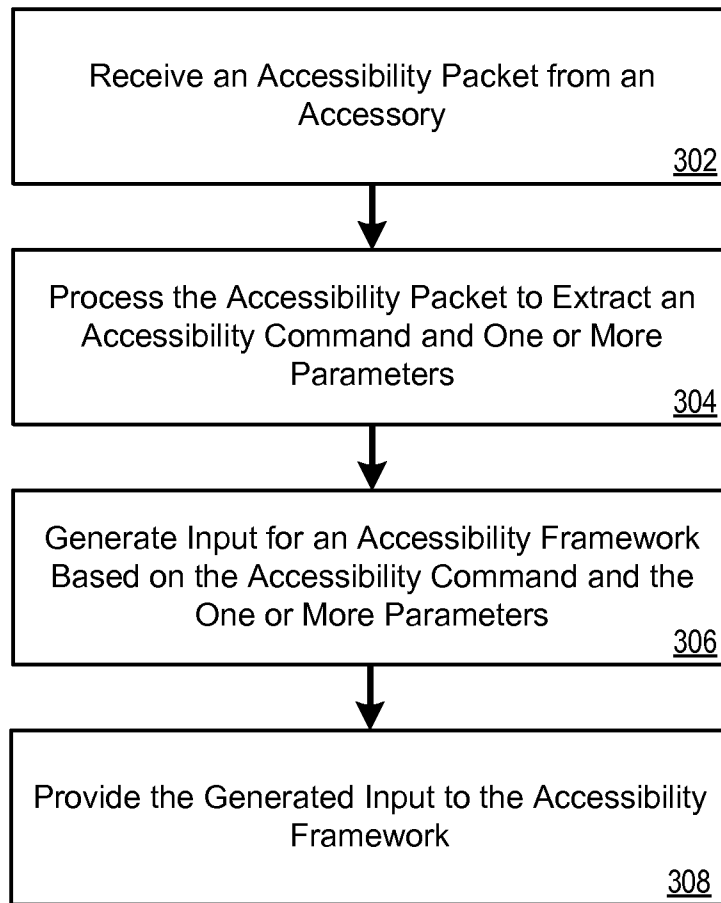 Receive an Accessibility Packet from an
Accessory
302
Process the Accessibility Packet to Extract an
Accessibility Command and One or More
Parameters
304
Generate Input for an Accessibility Framework
Based on the Accessibility Command and the
One or More Parameters
306
Provide the Generated Input to the Accessibility
Framework
308